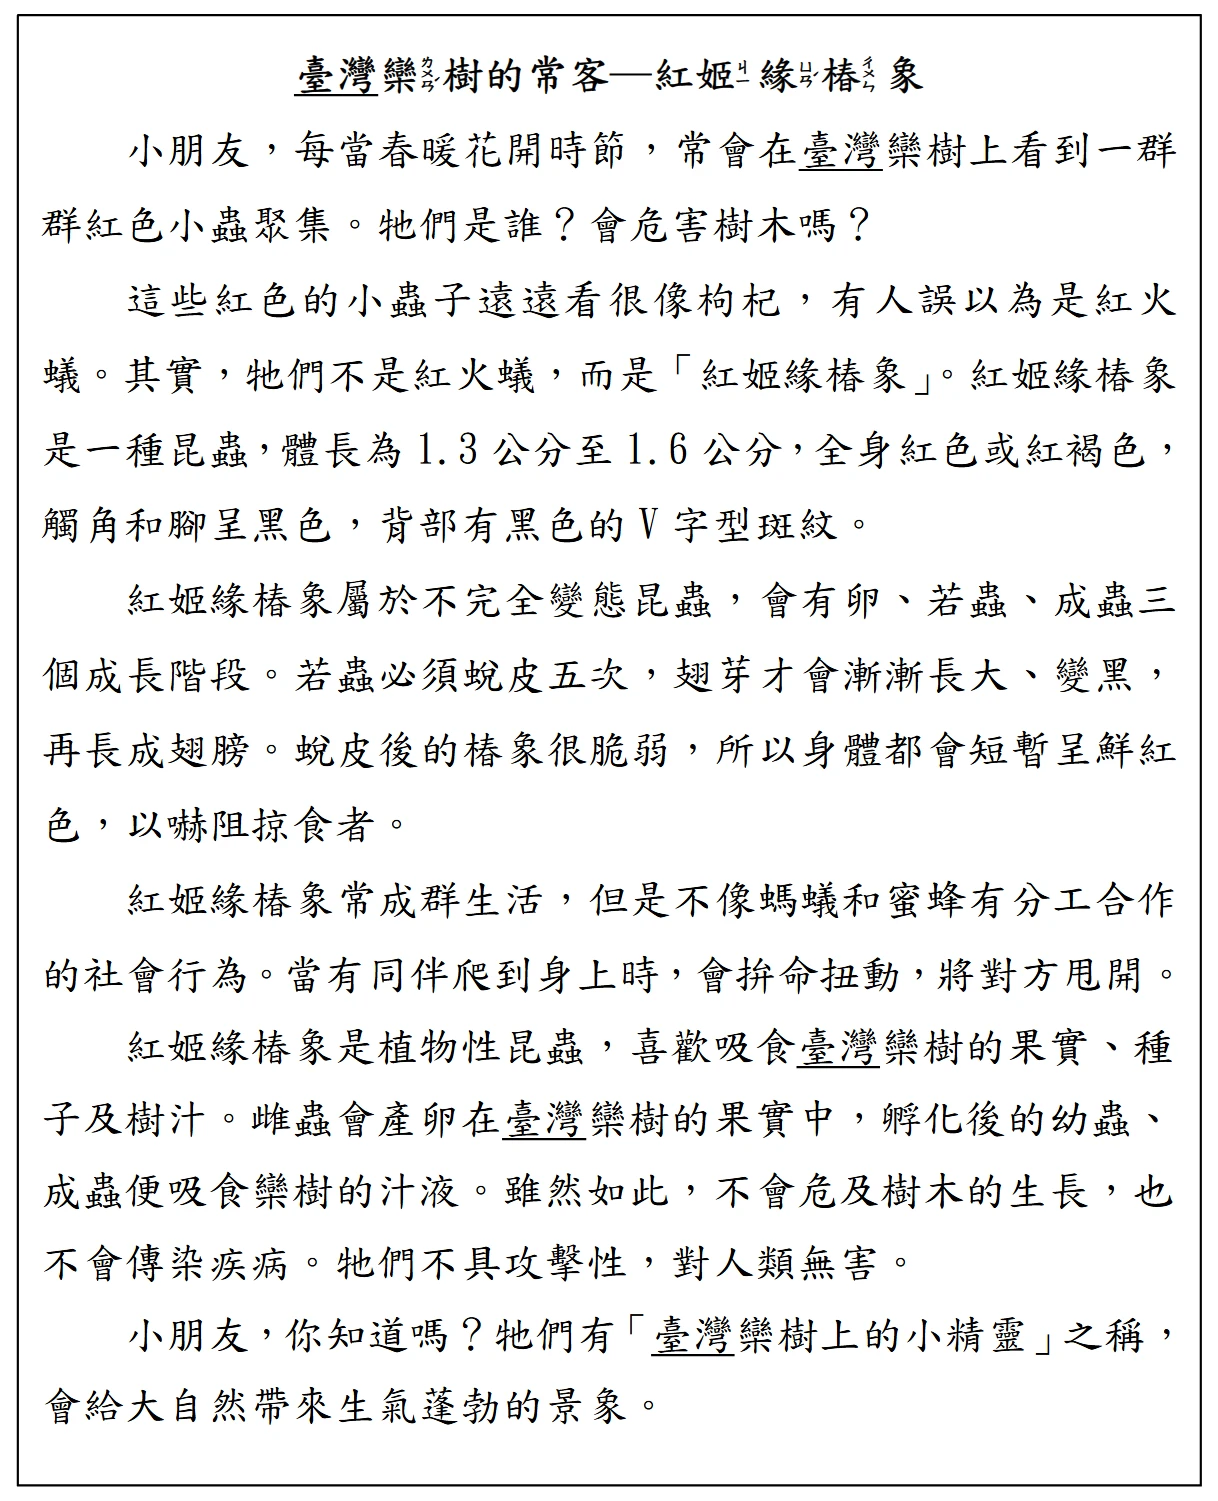 臺灣欒ㄌㄨㄢˊ樹的常客—紅姬ㄐㄧ緣ㄩㄢˊ椿ㄔㄨㄣ象
小朋友，每當春暖花開時節，常會在臺灣欒樹上看到一群
群紅色小蟲聚集。牠們是誰？會危害樹木嗎？
這些紅色的小蟲子遠遠看很像枸杞，有人誤以為是紅火
蟻。其實，牠們不是紅火蟻，而是「紅姬緣椿象」。紅姬緣椿象
是一種昆蟲，體長為 1.3 公分至 1.6 公分，全身紅色或紅褐色，
觸角和腳呈黑色，背部有黑色的 V 字型斑紋。
紅姬緣椿象屬於不完全變態昆蟲，會有卵、若蟲、成蟲三
個成長階段。若蟲必須蛻皮五次，翅芽才會漸漸長大、變黑，
再長成翅膀。蛻皮後的椿象很脆弱，所以身體都會短暫呈鮮紅
色，以嚇阻掠食者。
紅姬緣椿象常成群生活，但是不像螞蟻和蜜蜂有分工合作
的社會行為。當有同伴爬到身上時，會拚命扭動，將對方甩開。
紅姬緣椿象是植物性昆蟲，喜歡吸食臺灣欒樹的果實、種
子及樹汁。雌蟲會產卵在臺灣欒樹的果實中，孵化後的幼蟲、
成蟲便吸食欒樹的汁液。雖然如此，不會危及樹木的生長，也
不會傳染疾病。牠們不具攻擊性，對人類無害。
小朋友，你知道嗎？牠們有「臺灣欒樹上的小精靈」之稱，
會給大自然帶來生氣蓬勃的景象。